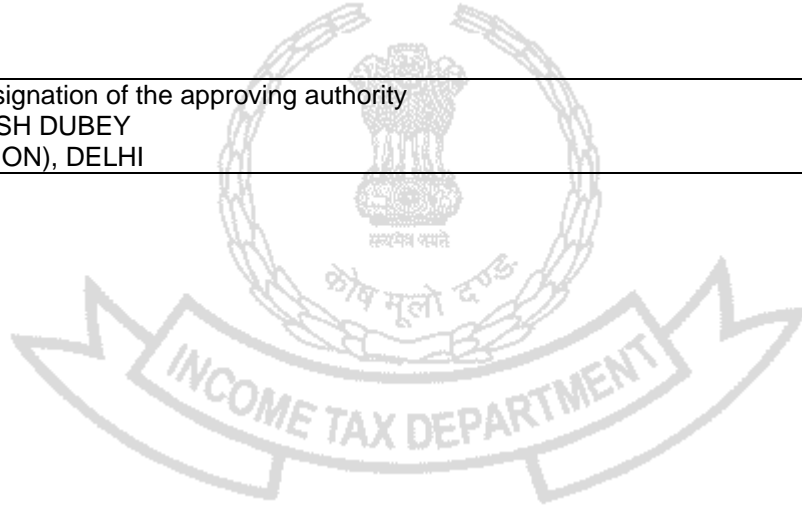 signation of the approving authority
SH DUBEY
ON), DELHI
सत्यमेव जयते
कोष मूलो दण्डः
INCOME TAX DEPARTMENT